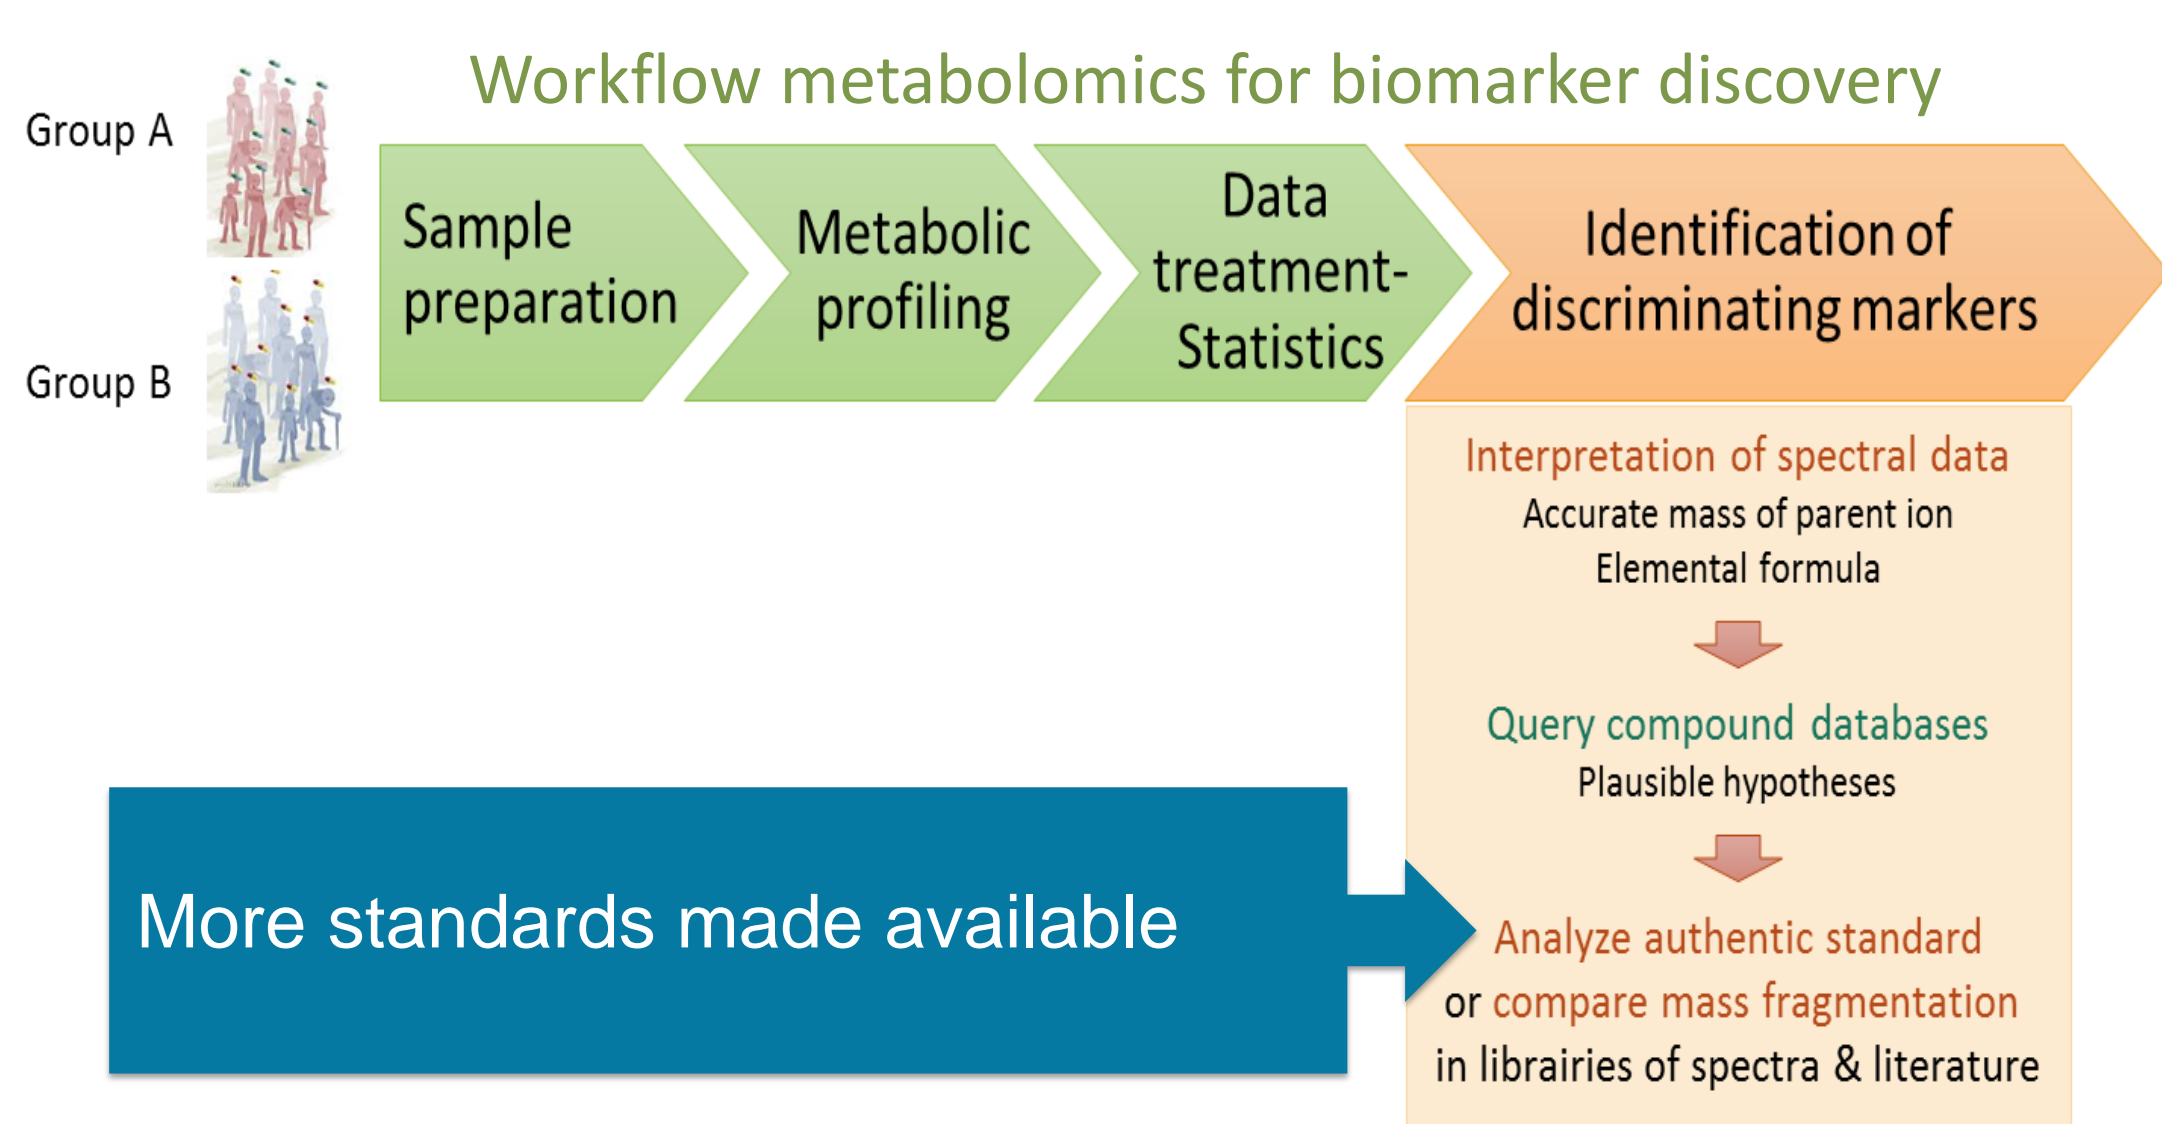 Workflow metabolomics for biomarker discovery
Group A
Group B
Sample
preparation
Metabolic
profiling
Data
treatment-
Statistics
Identification of
discriminating markers
Interpretation of spectral data
Accurate mass of parent ion
Elemental formula
Query compound databases
Plausible hypotheses
More standards made available
Analyze authentic standard
or compare mass fragmentation
in librairies of spectra & literature